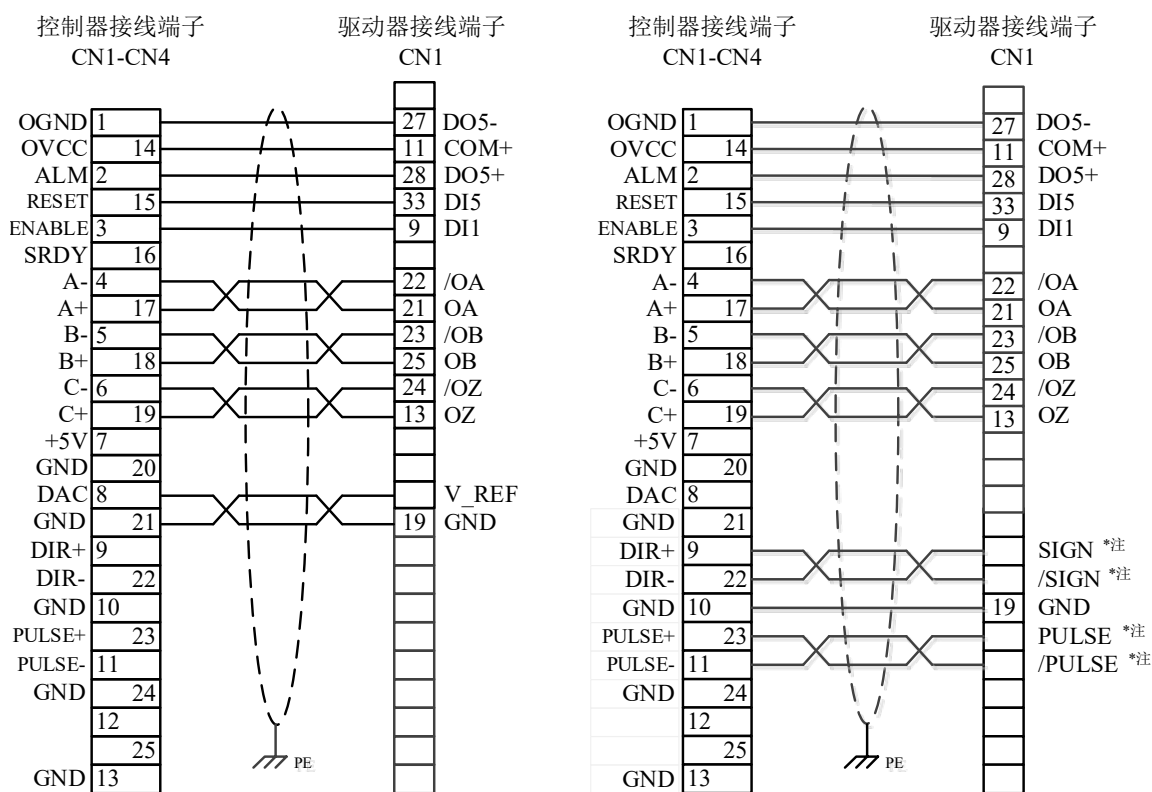 控制器接线端子
CN1-CN4
驱动器接线端子
CN1
OGND 1 27 DO5-
OVCC 14 11 COM+
ALM 2 28 DO5+
RESET 15 33 DI5
ENABLE 3 9 DI1
SRDY 16
A- 4 22 /OA
A+ 17 21 OA
B- 5 23 /OB
B+ 18 25 OB
C- 6 24 /OZ
C+ 19 13 OZ
+5V 7
GND 20
DAC 8 V_REF
GND 21 19 GND
DIR+ 9
DIR- 22
GND 10
PULSE+ 23
PULSE- 11
GND 24
12
25
GND 13
PE
控制器接线端子
CN1-CN4
驱动器接线端子
CN1
OGND 1 27 DO5-
OVCC 14 11 COM+
ALM 2 28 DO5+
RESET 15 33 DI5
ENABLE 3 9 DI1
SRDY 16
A- 4 22 /OA
A+ 17 21 OA
B- 5 23 /OB
B+ 18 25 OB
C- 6 24 /OZ
C+ 19 13 OZ
+5V 7
GND 20
DAC 8
GND 21
DIR+ 9 SIGN *注
DIR- 22 /SIGN *注
GND 10 19 GND
PULSE+ 23 PULSE *注
PULSE- 11 /PULSE *注
GND 24
12
25
GND 13
PE